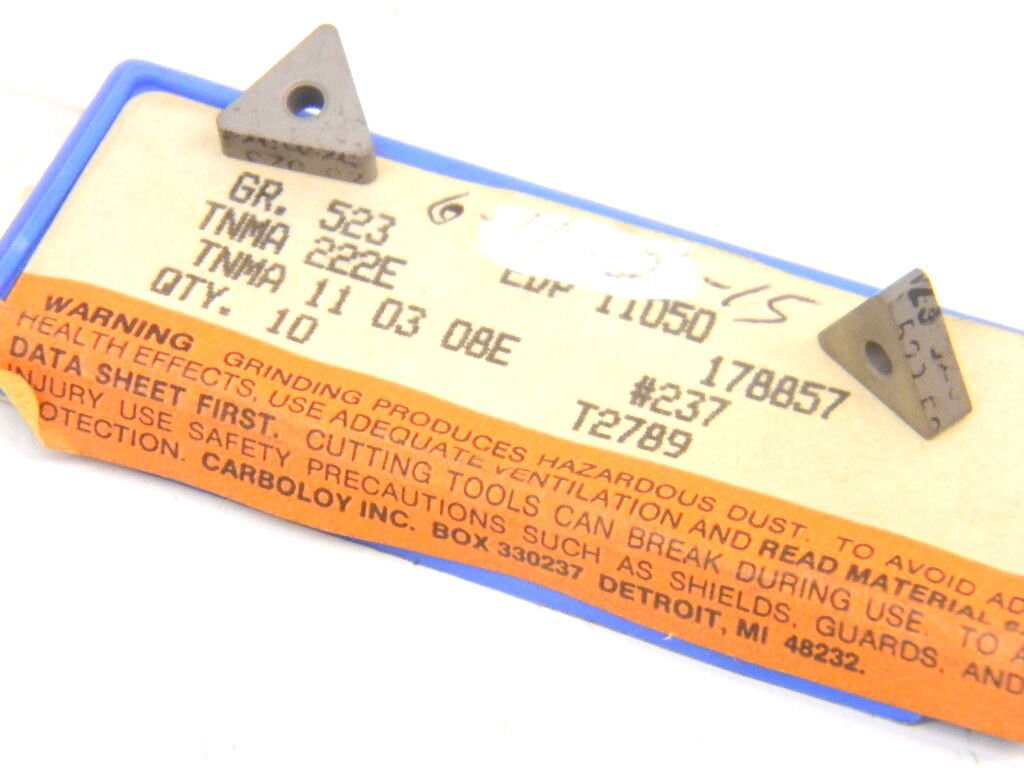 GR. 523
TNMA 222E EDP 11050
TNMA 11 03 08E 178857
QTY. 10 #237
T2789
6 -15
WARNING GRINDING PRODUCES HAZARDOUS DUST. TO AVOID
HEALTH EFFECTS, USE ADEQUATE VENTILATION AND READ MATERIAL
DATA SHEET FIRST. CUTTING TOOLS CAN BREAK DURING USE. TO
INJURY USE SAFETY PRECAUTIONS SUCH AS SHIELDS, GUARDS, AND
CARBOLOY INC. BOX 330237 DETROIT, MI 48232.